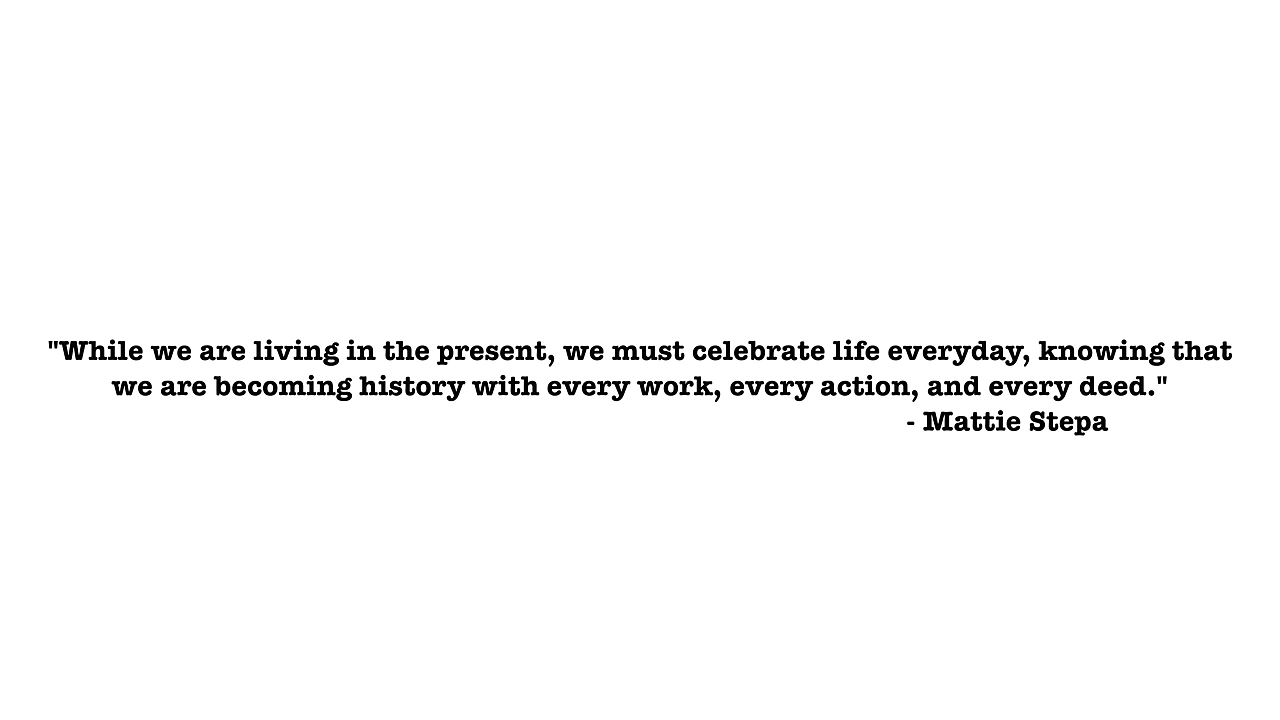 "While we are living in the present, we must celebrate life everyday, knowing that
we are becoming history with every work, every action, and every deed."
- Mattie Stepa